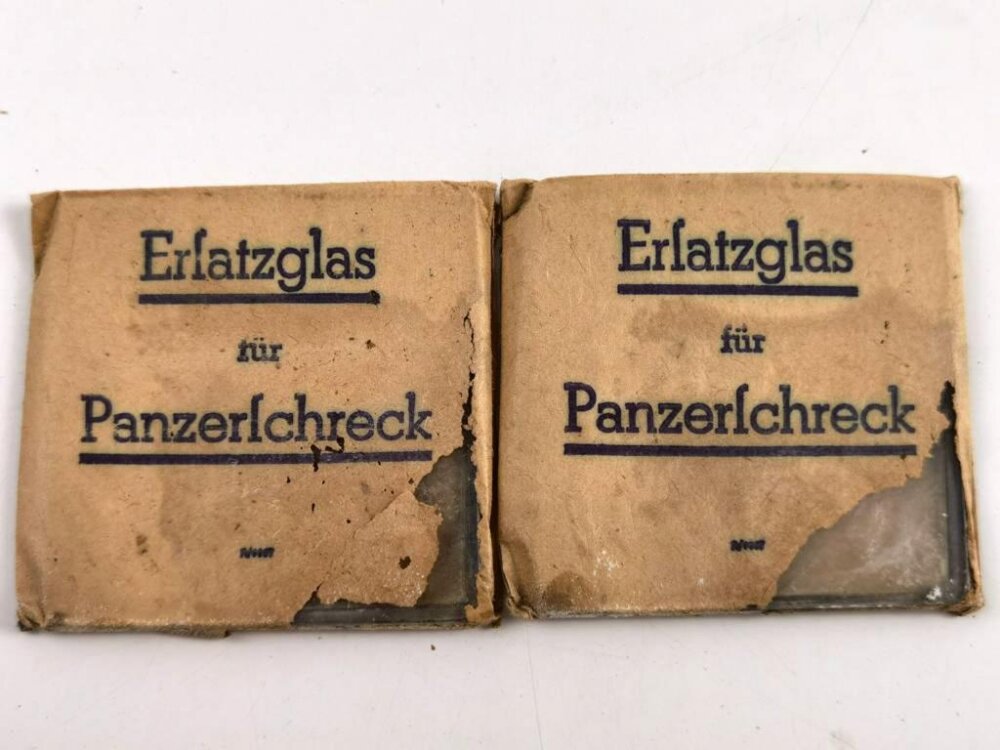 Erſatzglas
für
Panzerſchreck
Erſatzglas
für
Panzerſchreck